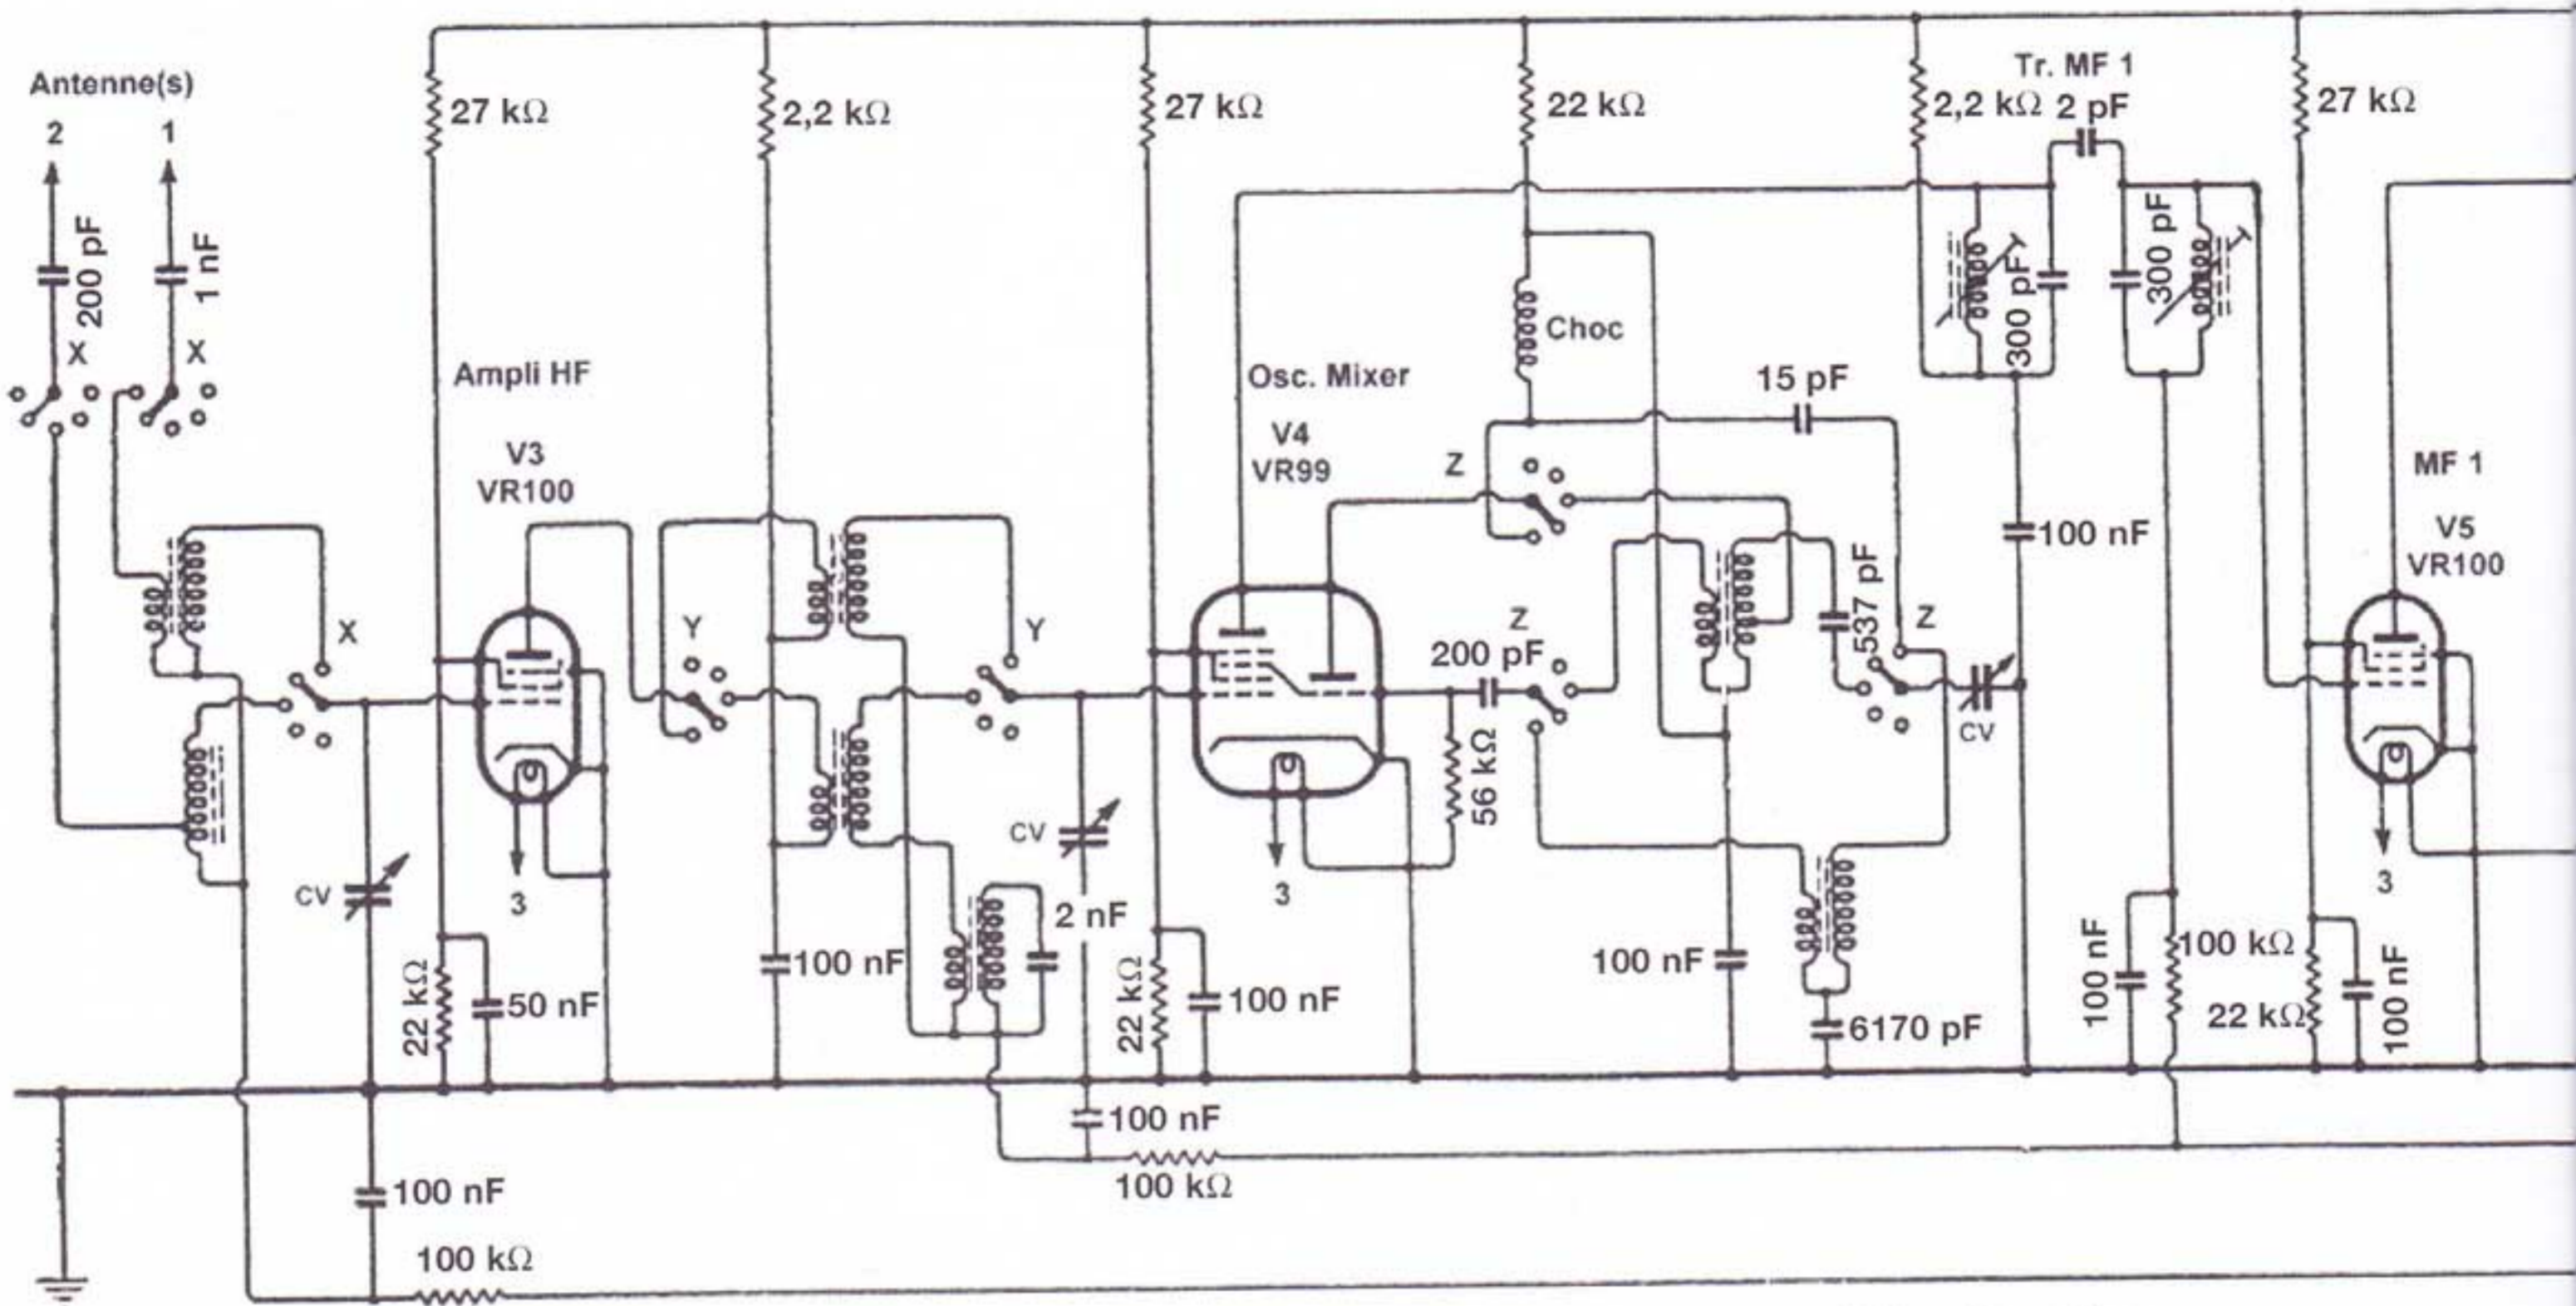 Antenne(s)
2
1
200 pF
1 nF
X
X
27 kΩ
2,2 kΩ
27 kΩ
22 kΩ
2,2 kΩ
Tr. MF 1
2 pF
27 kΩ
300 pF
300 pF
Ampli HF
V3
VR100
Osc. Mixer
V4
VR99
Choc
15 pF
Z
100 nF
MF 1
V5
VR100
X
Y
Y
200 pF
Z
537 pF
Z
CV
56 kΩ
CV
3
CV
2 nF
3
3
22 kΩ
50 nF
100 nF
22 kΩ
100 nF
100 nF
6170 pF
100 nF
100 kΩ
22 kΩ
100 nF
100 nF
100 kΩ
100 nF
100 kΩ